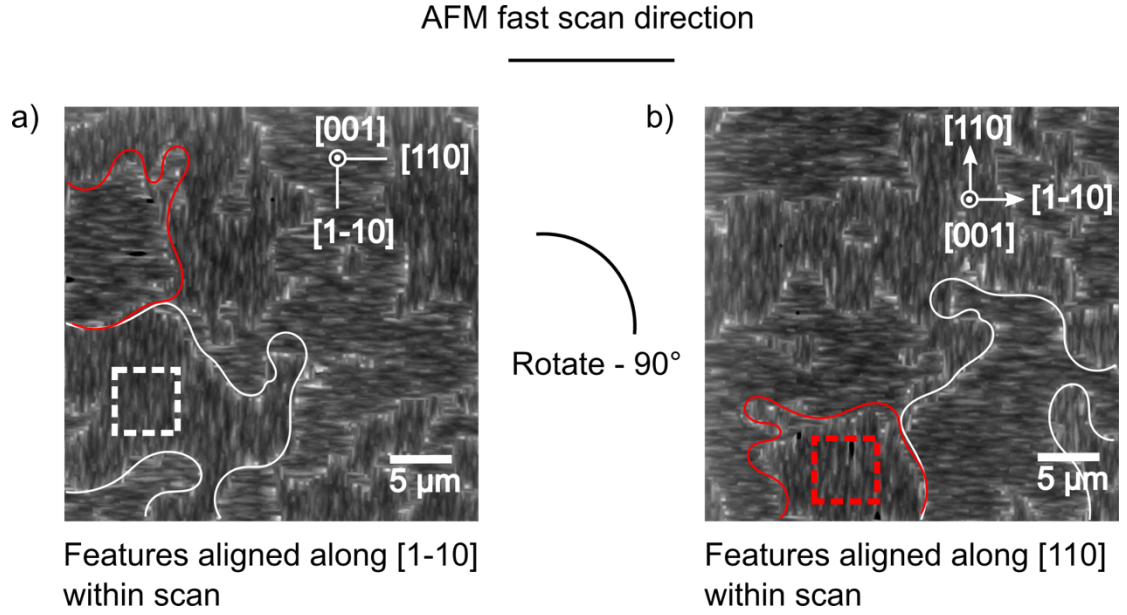 AFM fast scan direction
a)
[001]
[110]
[1-10]
5 µm
Features aligned along [1-10]
within scan
Rotate - 90°
b)
[110]
[1-10]
[001]
5 µm
Features aligned along [110]
within scan